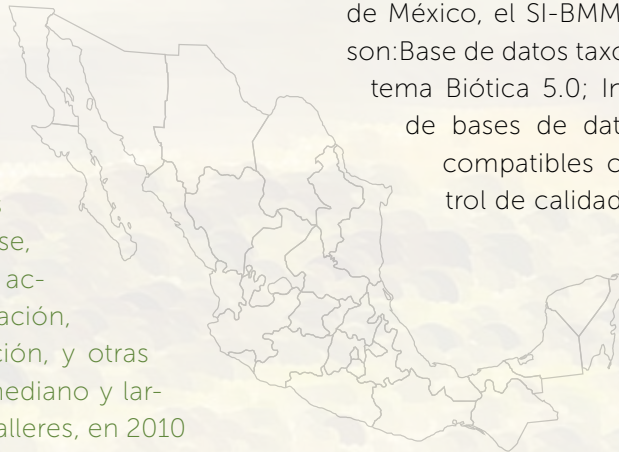 de México, el SI-BMM
son:Base de datos taxo
tema Biótica 5.0; In
de bases de dat
compatibles c
trol de calidad
se,
ac-
ación,
ción, y otras
mediano y lar-
alleres, en 2010